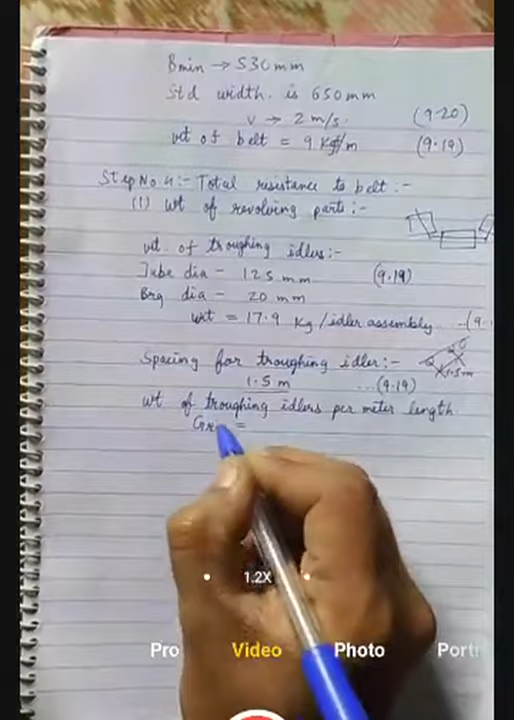 Bmin → 530 mm
Std width. is 650 mm
v → 2 m/s. (9.20)
wt of belt = 9 Kgf/m (9.19)
Step No 4:- Total resistance to belt:-
(1) wt of revolving parts:-
wt. of troughing idlers:-
Tube dia - 125 mm (9.19)
Brg dia - 20 mm
wt = 17.9 Kg/idler assembly --(9.
Spacing for troughing idler:-
1.5 m ...(9.19)
1.5m
wt of troughing idlers per meter length
=
1.2X
Pro Video Photo Port